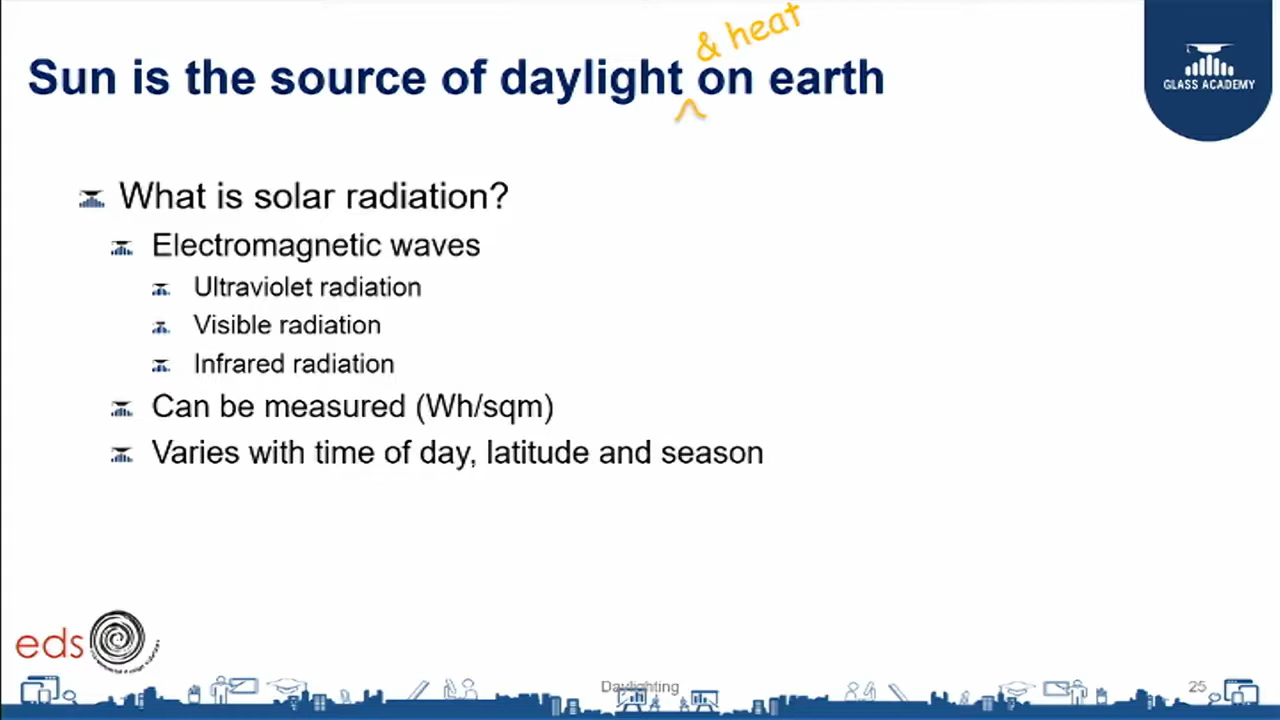 & heat
Sun is the source of daylight on earth
^
GLASS ACADEMY
What is solar radiation?
Electromagnetic waves
Ultraviolet radiation
Visible radiation
Infrared radiation
Can be measured (Wh/sqm)
Varies with time of day, latitude and season
eds
Daylighting
25